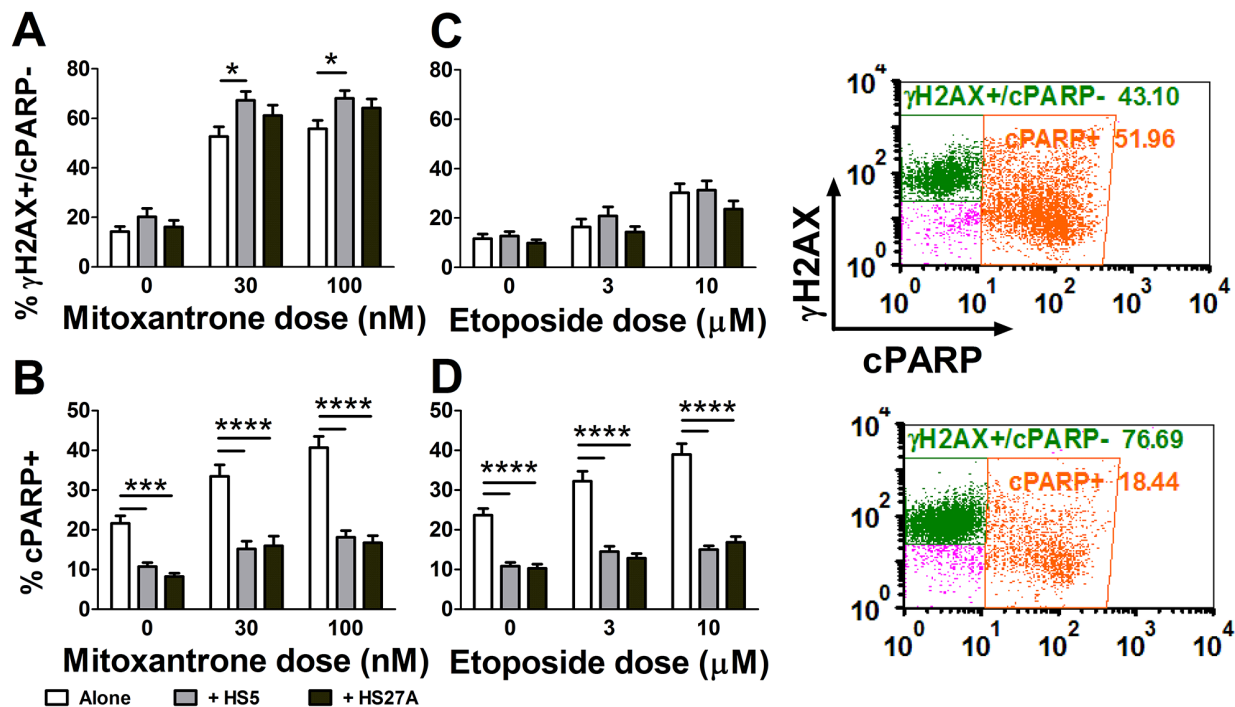 A
% γH2AX+/cPARP-
80
60
40
20
0
*
*
0 30 100
Mitoxantrone dose (nM)
C
80
60
40
20
0
0 3 10
Etoposide dose (μM)
10^4
10^2
10^0
γH2AX+/cPARP- 43.10
cPARP+ 51.96
10^0 10^1 10^2 10^3 10^4
γH2AX
cPARP
B
% cPARP+
50
40
30
20
10
0
***
****
****
0 30 100
Mitoxantrone dose (nM)
D
50
40
30
20
10
0
****
****
****
0 3 10
Etoposide dose (μM)
10^4
10^2
10^0
γH2AX+/cPARP- 76.69
cPARP+ 18.44
10^0 10^1 10^2 10^3 10^4
Alone + HS5 + HS27A